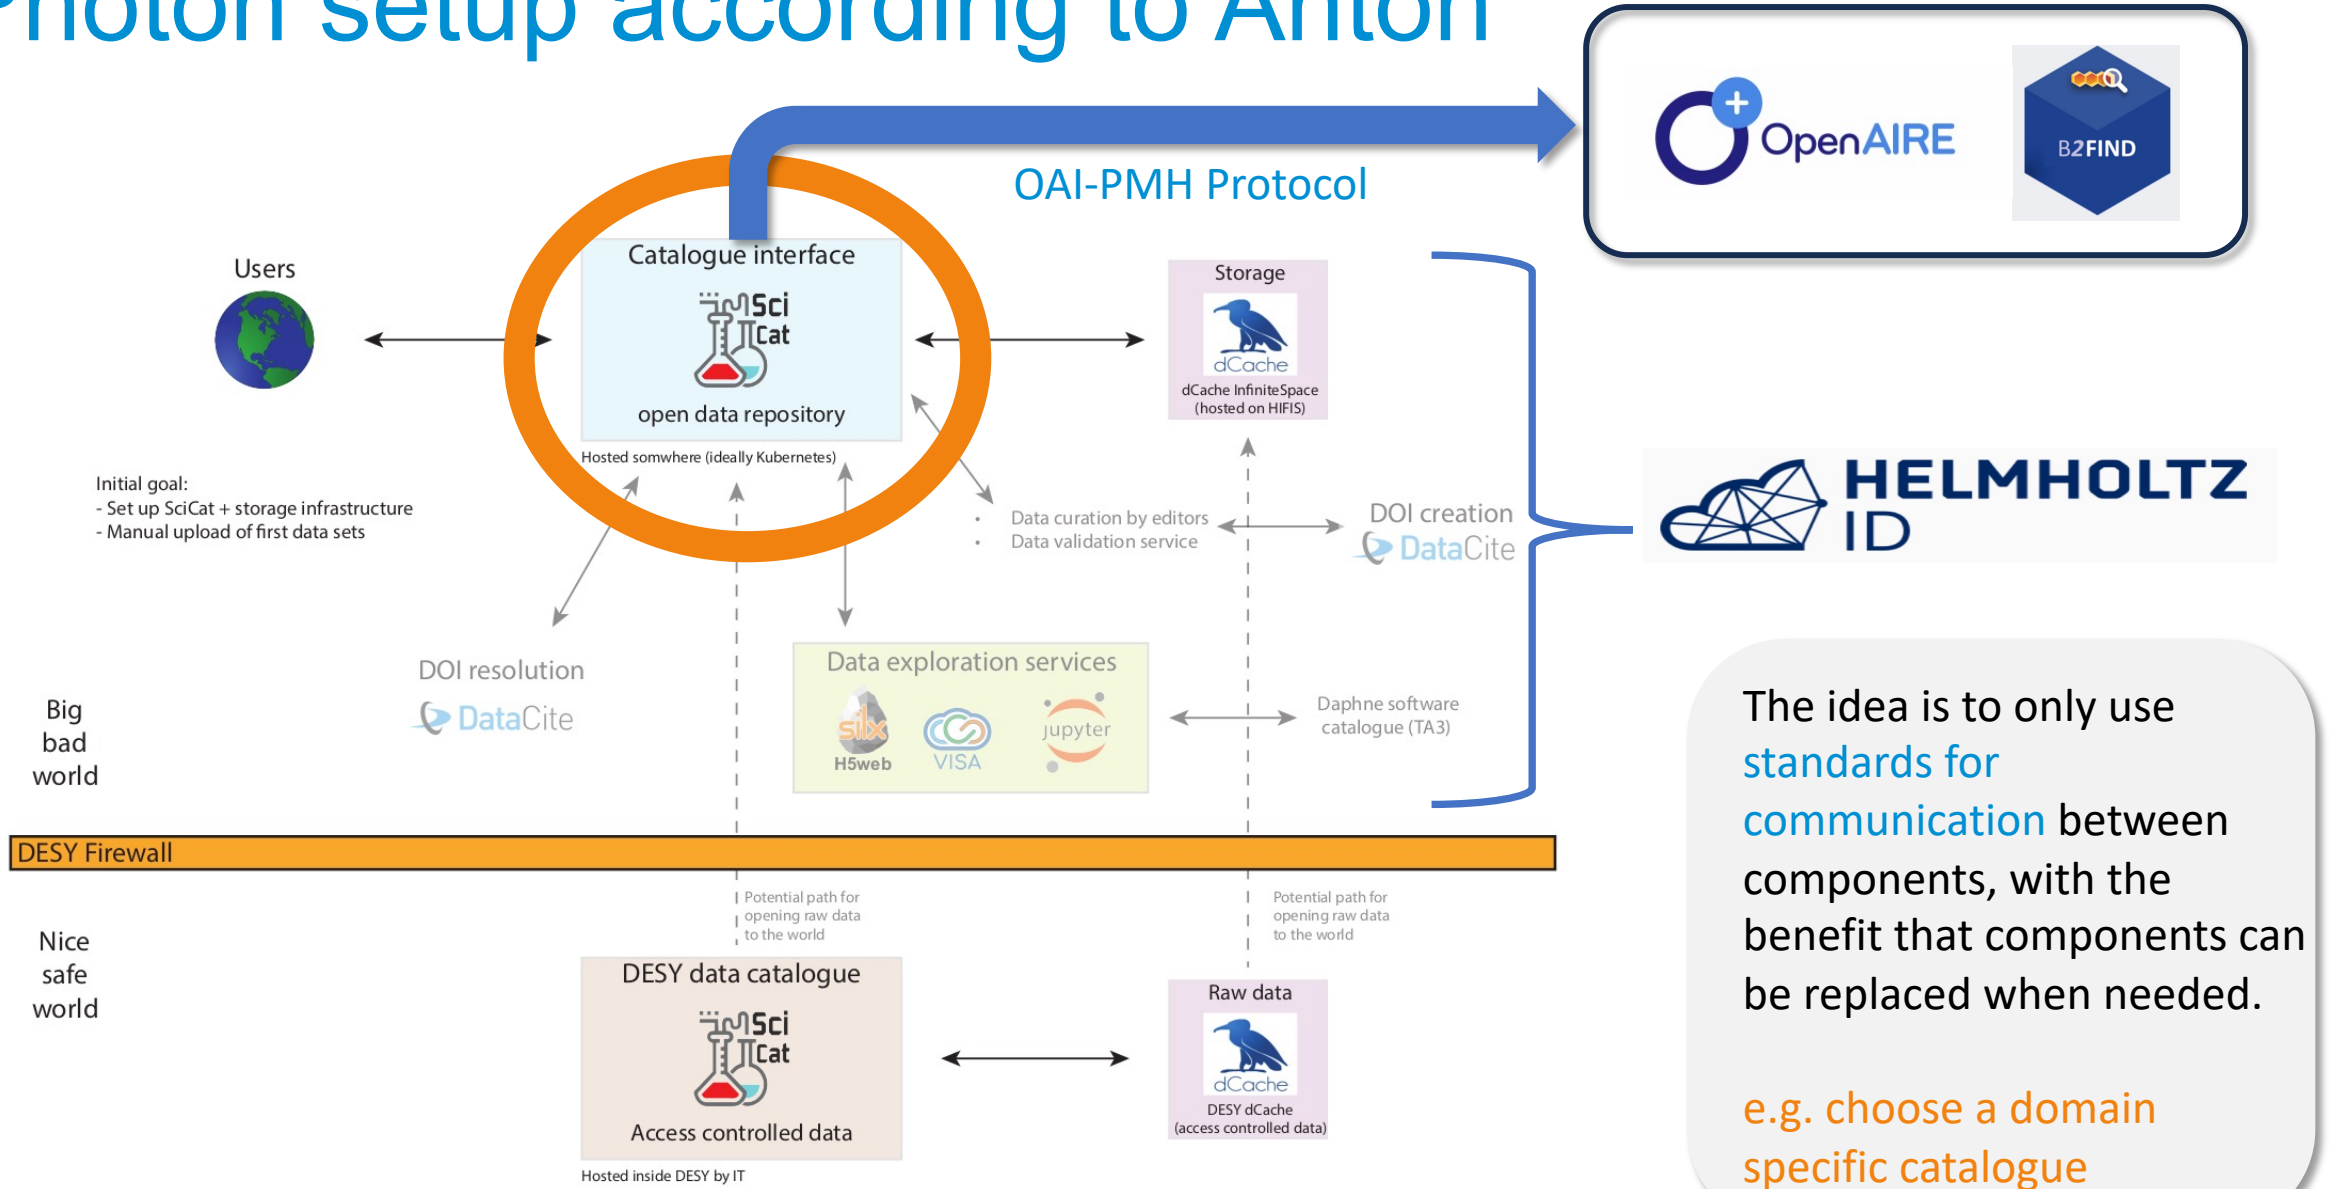 Photon setup according to Anton
OpenAIRE
B2FIND
OAI-PMH Protocol
Users
Catalogue interface
Sci
Cat
open data repository
Hosted somwhere (ideally Kubernetes)
Storage
dCache
dCache InfiniteSpace
(hosted on HIFIS)
Initial goal:
- Set up SciCat + storage infrastructure
- Manual upload of first data sets
• Data curation by editors
• Data validation service
DOI creation
DataCite
HELMHOLTZ
ID
DOI resolution
DataCite
Data exploration services
silx
H5web
VISA
jupyter
Daphne software
catalogue (TA3)
Big
bad
world
DESY Firewall
Potential path for
opening raw data
to the world
Potential path for
opening raw data
to the world
Nice
safe
world
DESY data catalogue
Sci
Cat
Access controlled data
Hosted inside DESY by IT
Raw data
dCache
DESY dCache
(access controlled data)
The idea is to only use
standards for
communication between
components, with the
benefit that components can
be replaced when needed.
e.g. choose a domain
specific catalogue